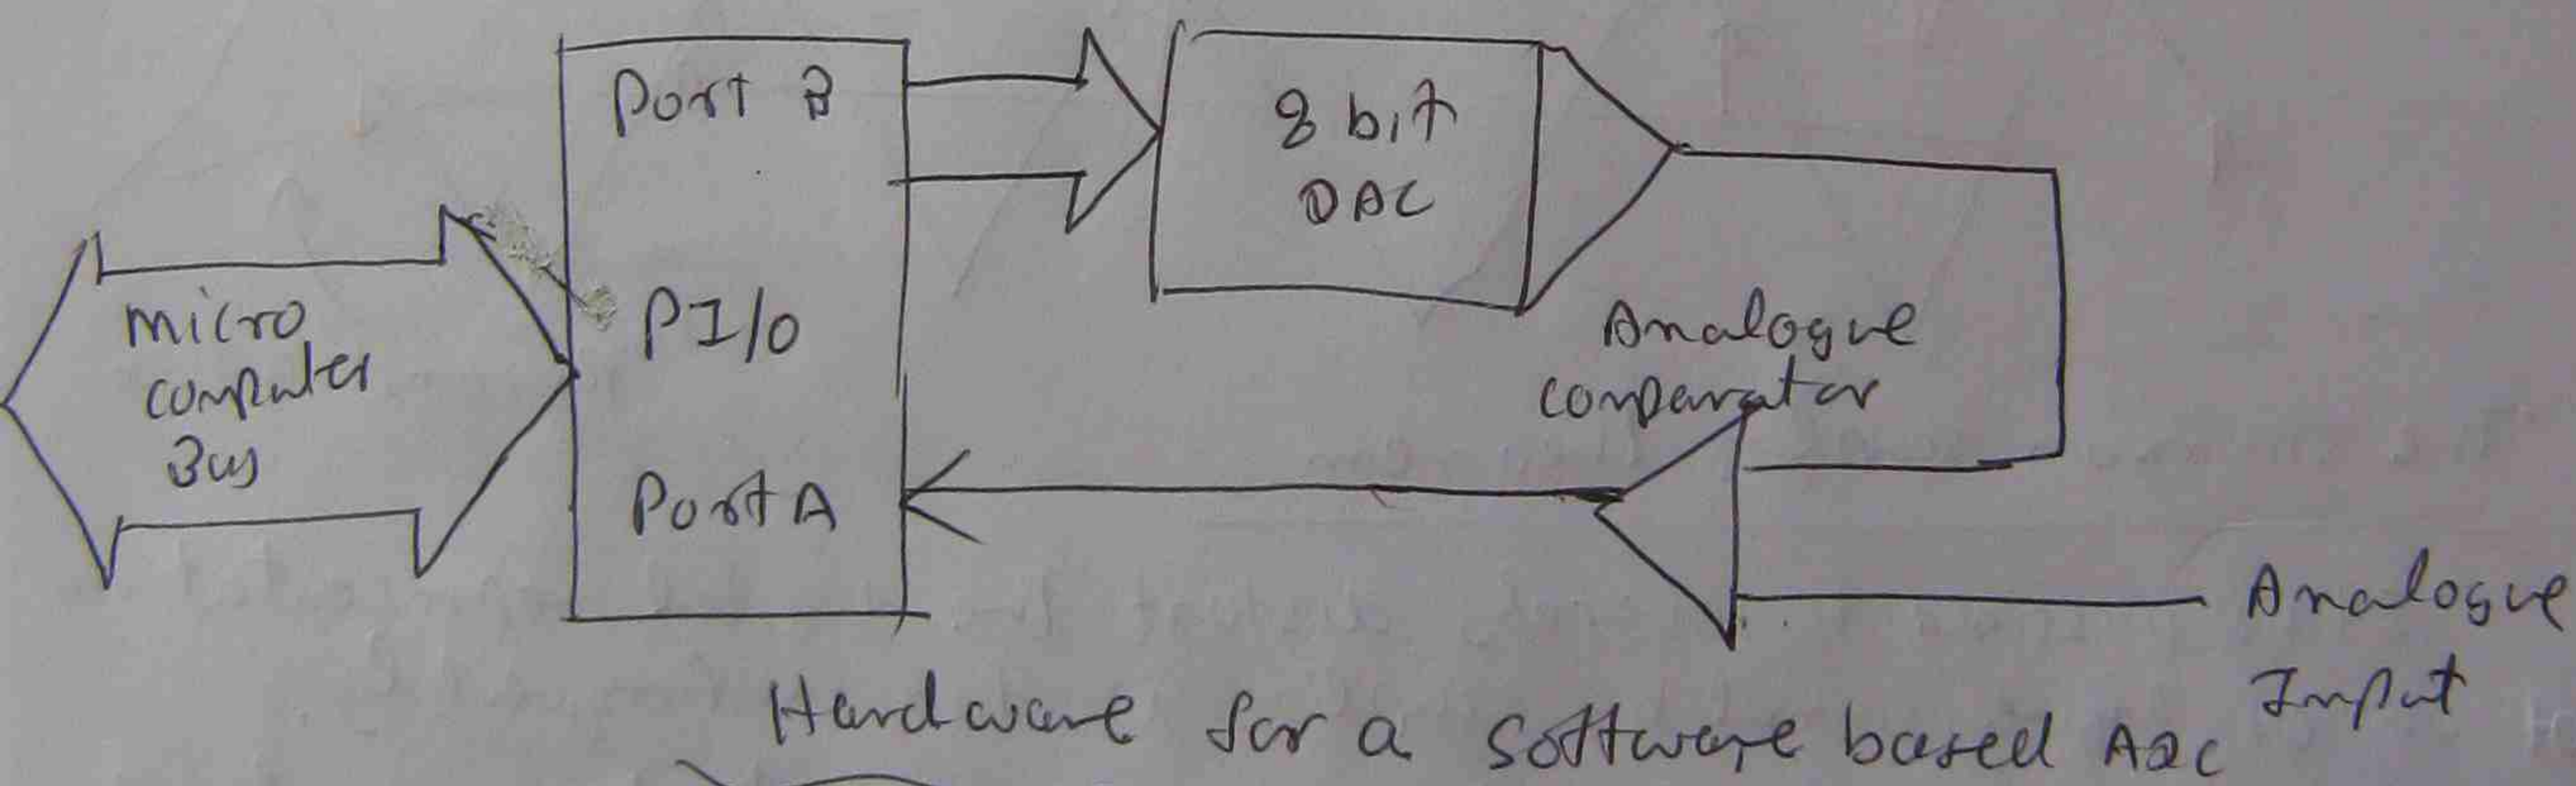 Port B
8 bit
DAC
micro
computer
Bus
PI/O
Analogue
comparator
Port A
Analogue
Input
Hardware for a software based ADC